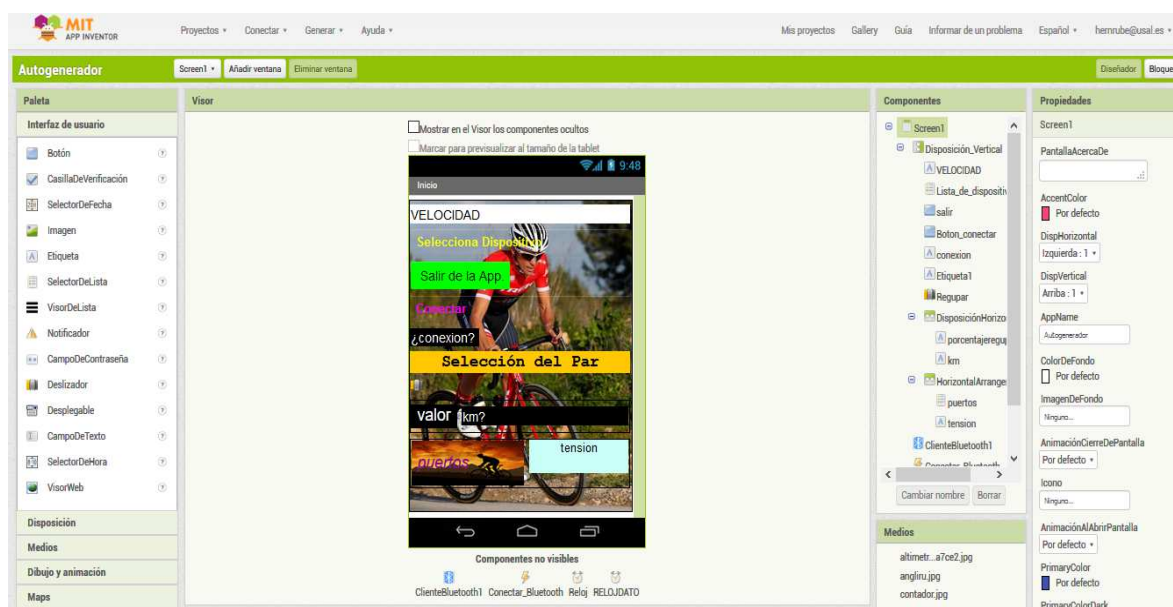 MIT
APP INVENTOR
Proyectos Conectar Generar Ayuda
Mis proyectos Gallery Guía Informar de un problema Español hernrube@usal.es
Autogenerador
Screen1 Añadir ventana Eliminar ventana
Diseñador Bloque
Paleta
Interfaz de usuario
Botón
CasillaDeVerificación
SelectorDeFecha
Imagen
Etiqueta
SelectorDeLista
VisorDeLista
Notificador
CampoDeContraseña
Deslizador
Desplegable
CampoDeTexto
SelectorDeHora
VisorWeb
Disposición
Medios
Dibujo y animación
Maps
Visor
Mostrar en el Visor los componentes ocultos
Marcar para previsualizar al tamaño de la tablet
9:48
Inicio
VELOCIDAD
Selecciona Dispositivo
Salir de la App.
Conectar
¿conexion?
Selección del Par
valor ¿km?
puertos
tension
Componentes no visibles
ClienteBluetooth1 Conectar_Bluetooth Reloj RELOJDATO
Componentes
Screen1
Disposición_Vertical
VELOCIDAD
Lista_de_dispositiv
salir
Boton_conectar
conexion
Etiqueta1
Regupar
DisposiciónHorizo
porcentajeregup
km
HorizontalArrange
puertos
tension
ClienteBluetooth1
Cambiar nombre Borrar
Medios
altimetr...a7ce2.jpg
angliru.jpg
contador.jpg
Propiedades
Screen1
PantallaAcercaDe
AccentColor
Por defecto
DispHorizontal
Izquierda : 1
DispVertical
Arriba : 1
AppName
Autogenerador
ColorDeFondo
Por defecto
ImagenDeFondo
Ninguno...
AnimaciónCierreDePantalla
Por defecto
Icono
Ninguno...
AnimaciónAlAbrirPantalla
Por defecto
PrimaryColor
Por defecto
PrimaryColorDark